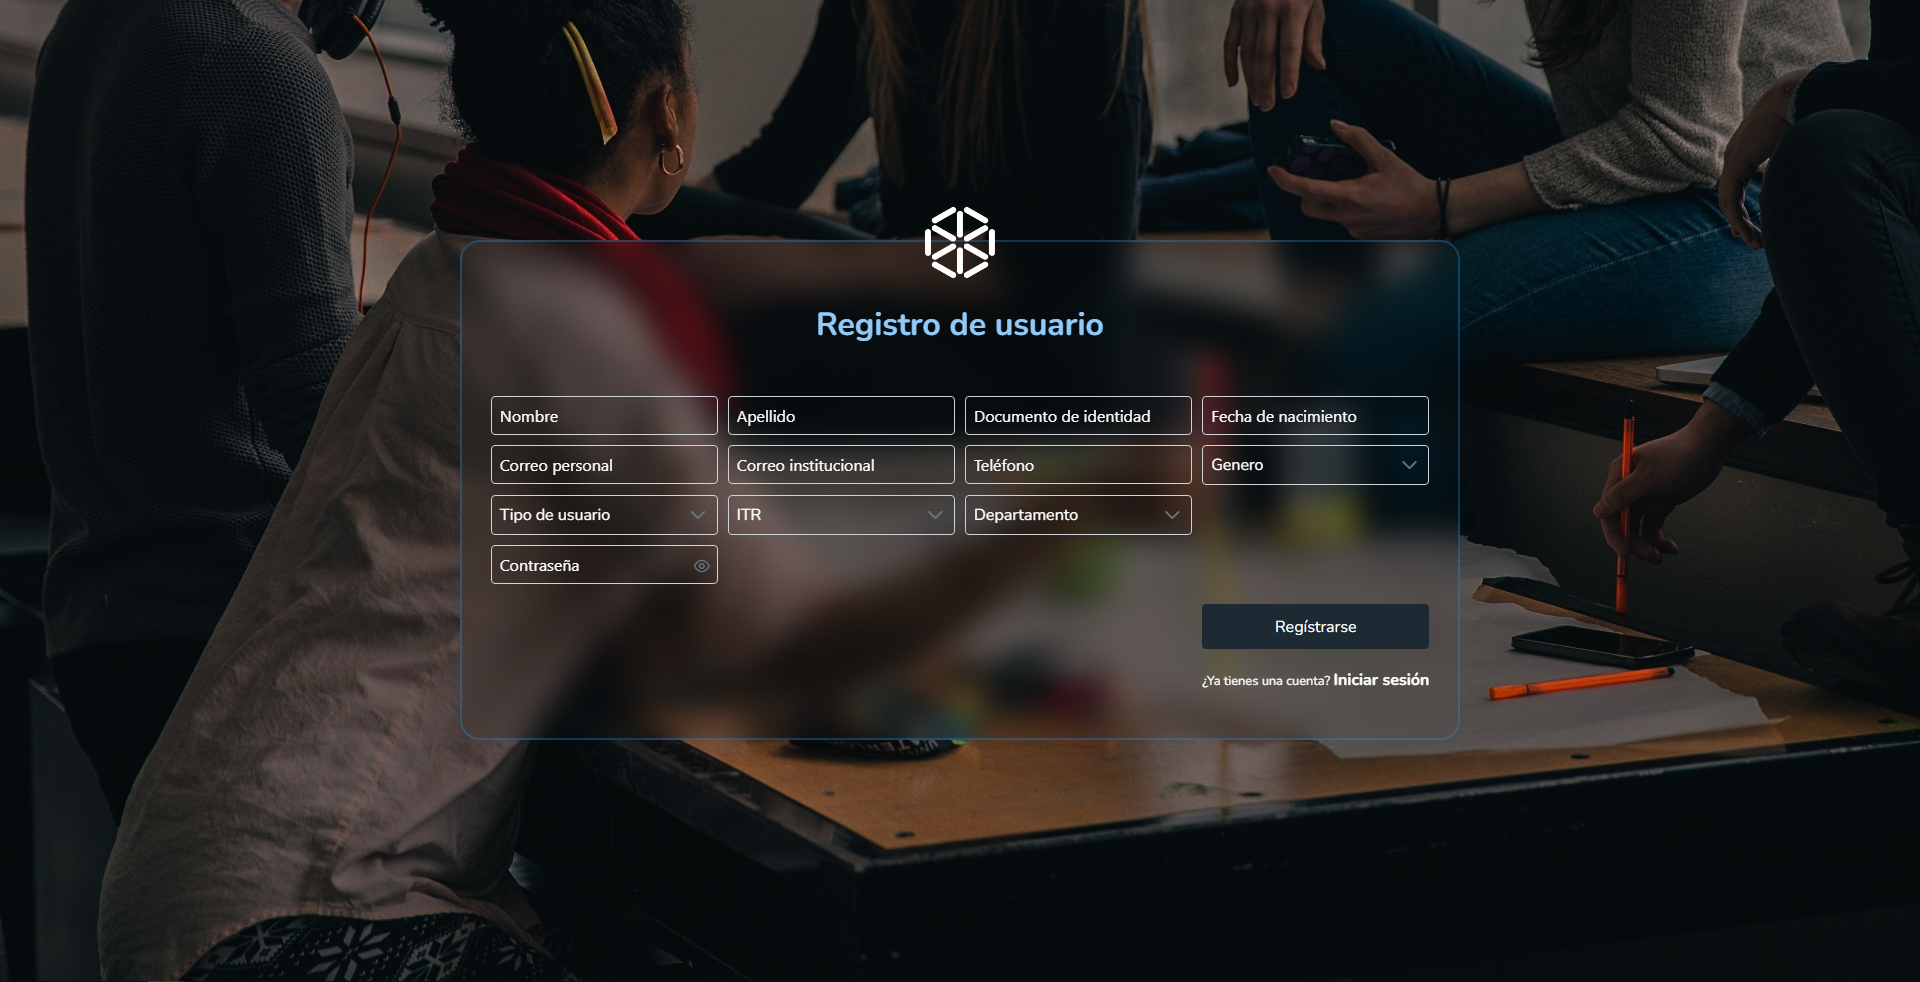 Registro de usuario
Nombre
Apellido
Documento de identidad
Fecha de nacimiento
Correo personal
Correo institucional
Teléfono
Genero
Tipo de usuario
ITR
Departamento
Contraseña
Regístrarse
¿Ya tienes una cuenta? Iniciar sesión